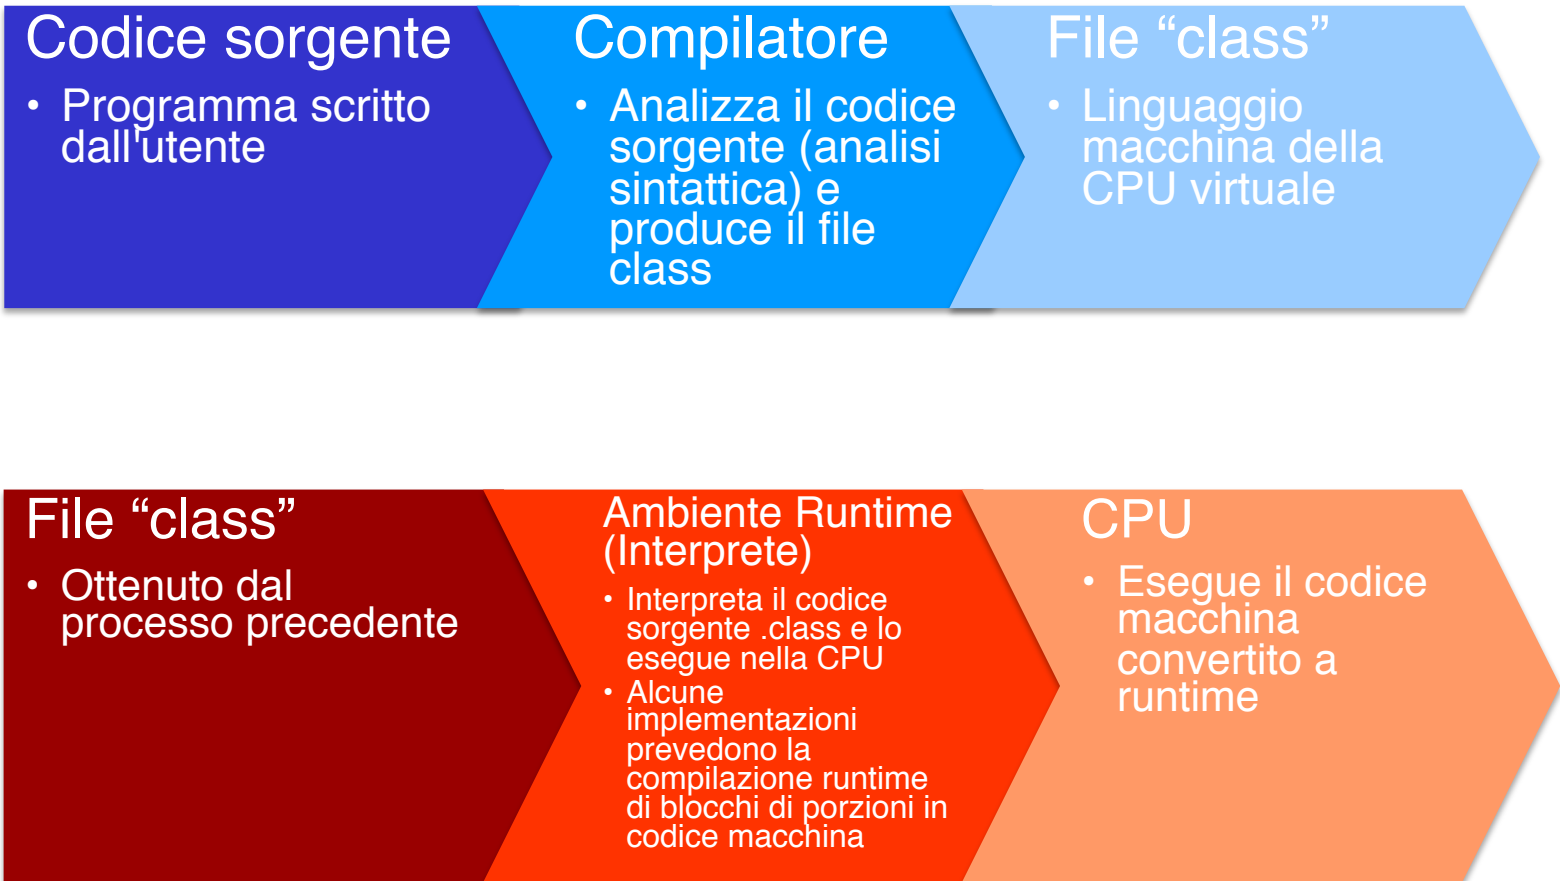 Codice sorgente
• Programma scritto
dall'utente
Compilatore
• Analizza il codice
sorgente (analisi
sintattica) e
produce il file
class
File “class”
• Linguaggio
macchina della
CPU virtuale
File “class”
• Ottenuto dal
processo precedente
Ambiente Runtime
(Interprete)
• Interpreta il codice
sorgente .class e lo
esegue nella CPU
• Alcune
implementazioni
prevedono la
compilazione runtime
di blocchi di porzioni in
codice macchina
CPU
• Esegue il codice
macchina
convertito a
runtime